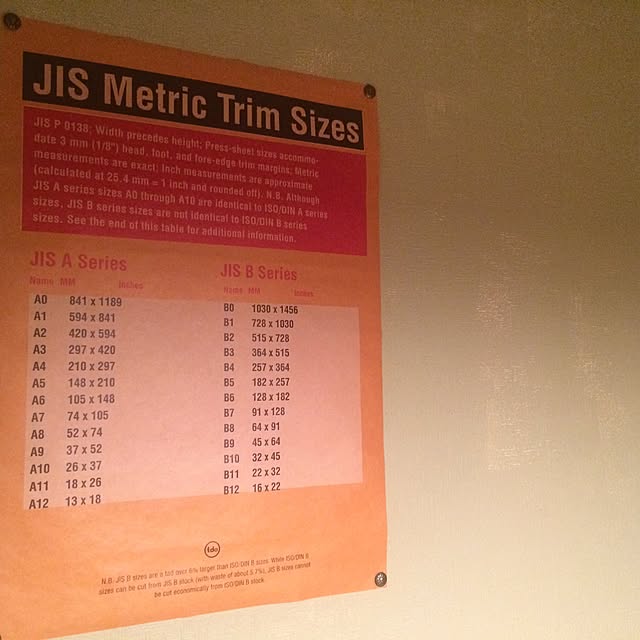 JIS Metric Trim Sizes
JIS P 0138; Width precedes height; Press-sheet sizes accommo-
date 3 mm (1/8") head, foot, and fore-edge trim margins; Metric
measurements are exact; Inch measurements are approximate
(calculated at 25.4 mm = 1 inch and rounded off). N.B. Although
JIS A series sizes A0 through A10 are identical to ISO/DIN A series
sizes, JIS B series sizes are not identical to ISO/DIN B series
sizes. See the end of this table for additional information.
JIS A Series
Name MM Inches
A0 841 x 1189
A1 594 x 841
A2 420 x 594
A3 297 x 420
A4 210 x 297
A5 148 x 210
A6 105 x 148
A7 74 x 105
A8 52 x 74
A9 37 x 52
A10 26 x 37
A11 18 x 26
A12 13 x 18
JIS B Series
Name MM Inches
B0 1030 x 1456
B1 728 x 1030
B2 515 x 728
B3 364 x 515
B4 257 x 364
B5 182 x 257
B6 128 x 182
B7 91 x 128
B8 64 x 91
B9 45 x 64
B10 32 x 45
B11 22 x 32
B12 16 x 22
tdo
N.B. JIS B sizes are a tad over 6% larger than ISO/DIN B sizes. While ISO/DIN B
sizes can be cut from JIS B stock (with waste of about 5.7%), JIS B sizes cannot
be cut economically from ISO/DIN B stock.